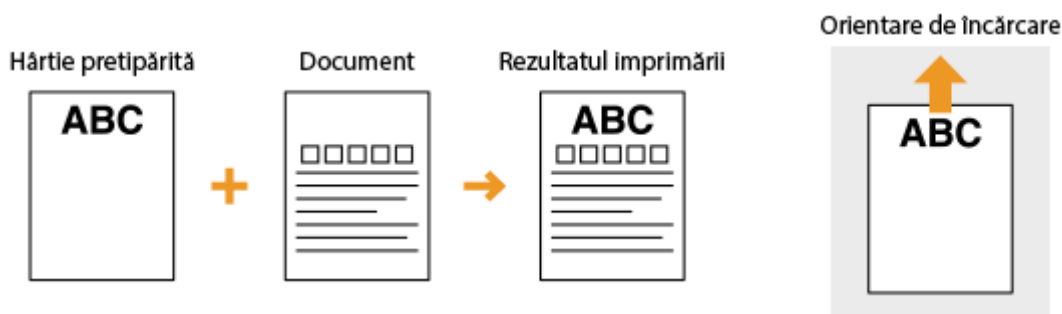 Orientare de încărcare
Hârtie pretipărită
Document
Rezultatul imprimării
ABC
ABC
ABC